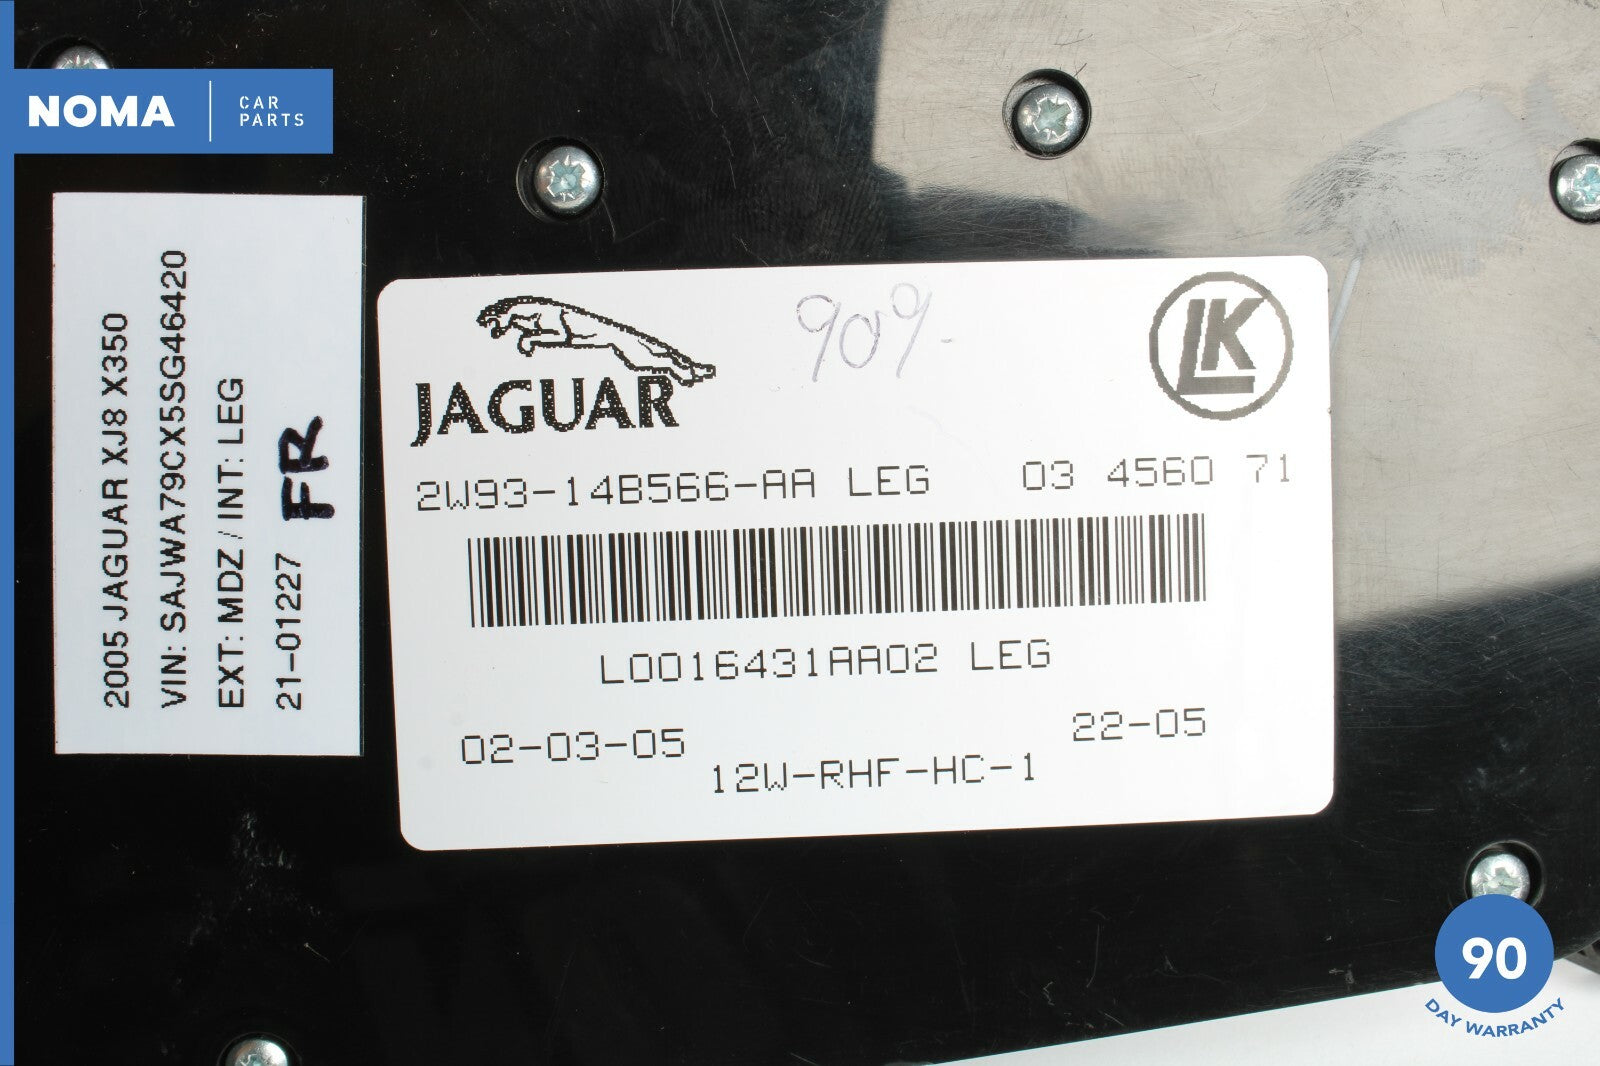 NOMA
CAR
PARTS
2005 JAGUAR XJ8 X350
VIN: SAJWA79CX5SG46420
EXT: MDZ / INT: LEG
21-01227
FR
909-
LK
JAGUAR
2W93-14B566-AA LEG 03 4560 71
L0016431AA02 LEG
02-03-05
22-05
12W-RHF-HC-1
90
DAY WARRANTY